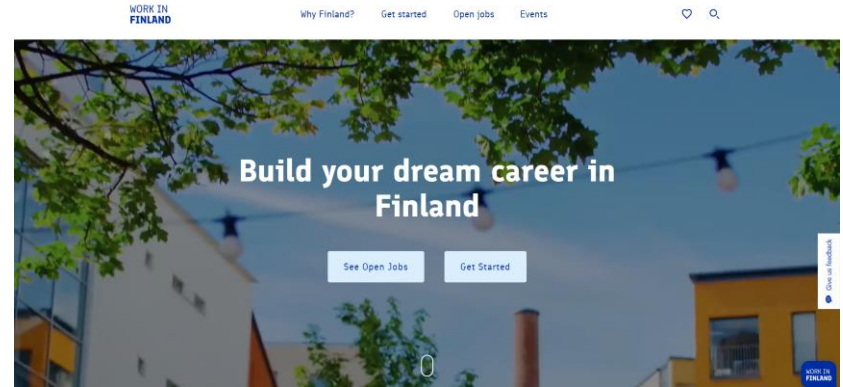 WORK IN
FINLAND
Why Finland?
Get started
Open jobs
Events
Build your dream career in
Finland
See Open Jobs
Get Started
Give us feedback
WORK IN
FINLAND